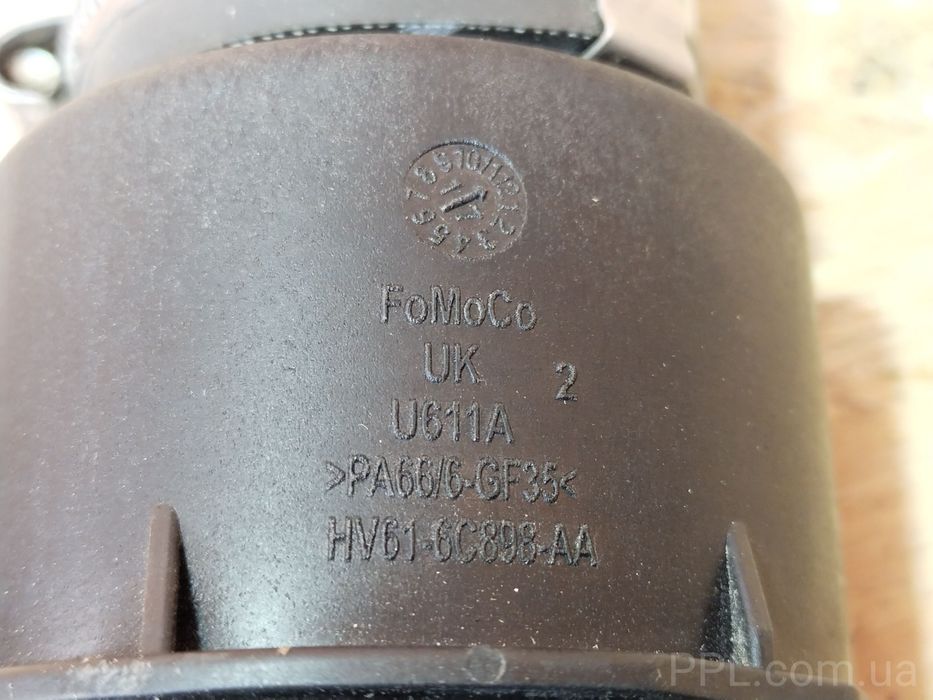 FoMoCo
UK
2
U611A
>PA66/6-GF35<
HV61-6C898-AA
PPL.com.ua